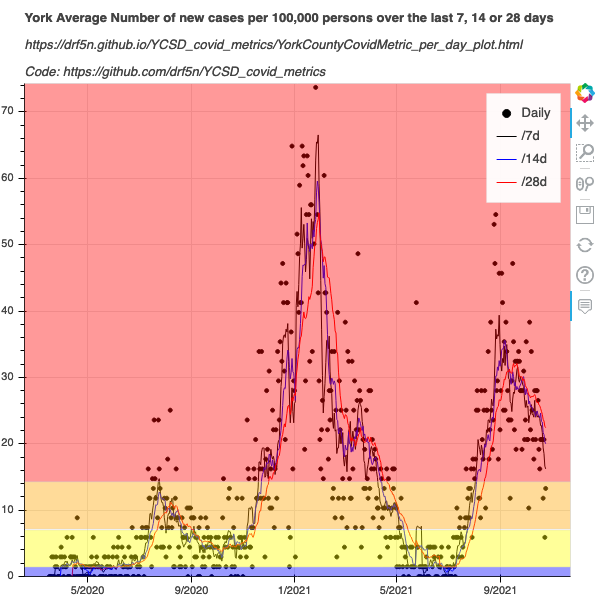 York Average Number of new cases per 100,000 persons over the last 7, 14 or 28 days
https://drf5n.github.io/YCSD_covid_metrics/YorkCountyCovidMetric_per_day_plot.html
Code: https://github.com/drf5n/YCSD_covid_metrics
Daily
/7d
/14d
/28d
70
60
50
40
30
20
10
0
5/2020
9/2020
1/2021
5/2021
9/2021